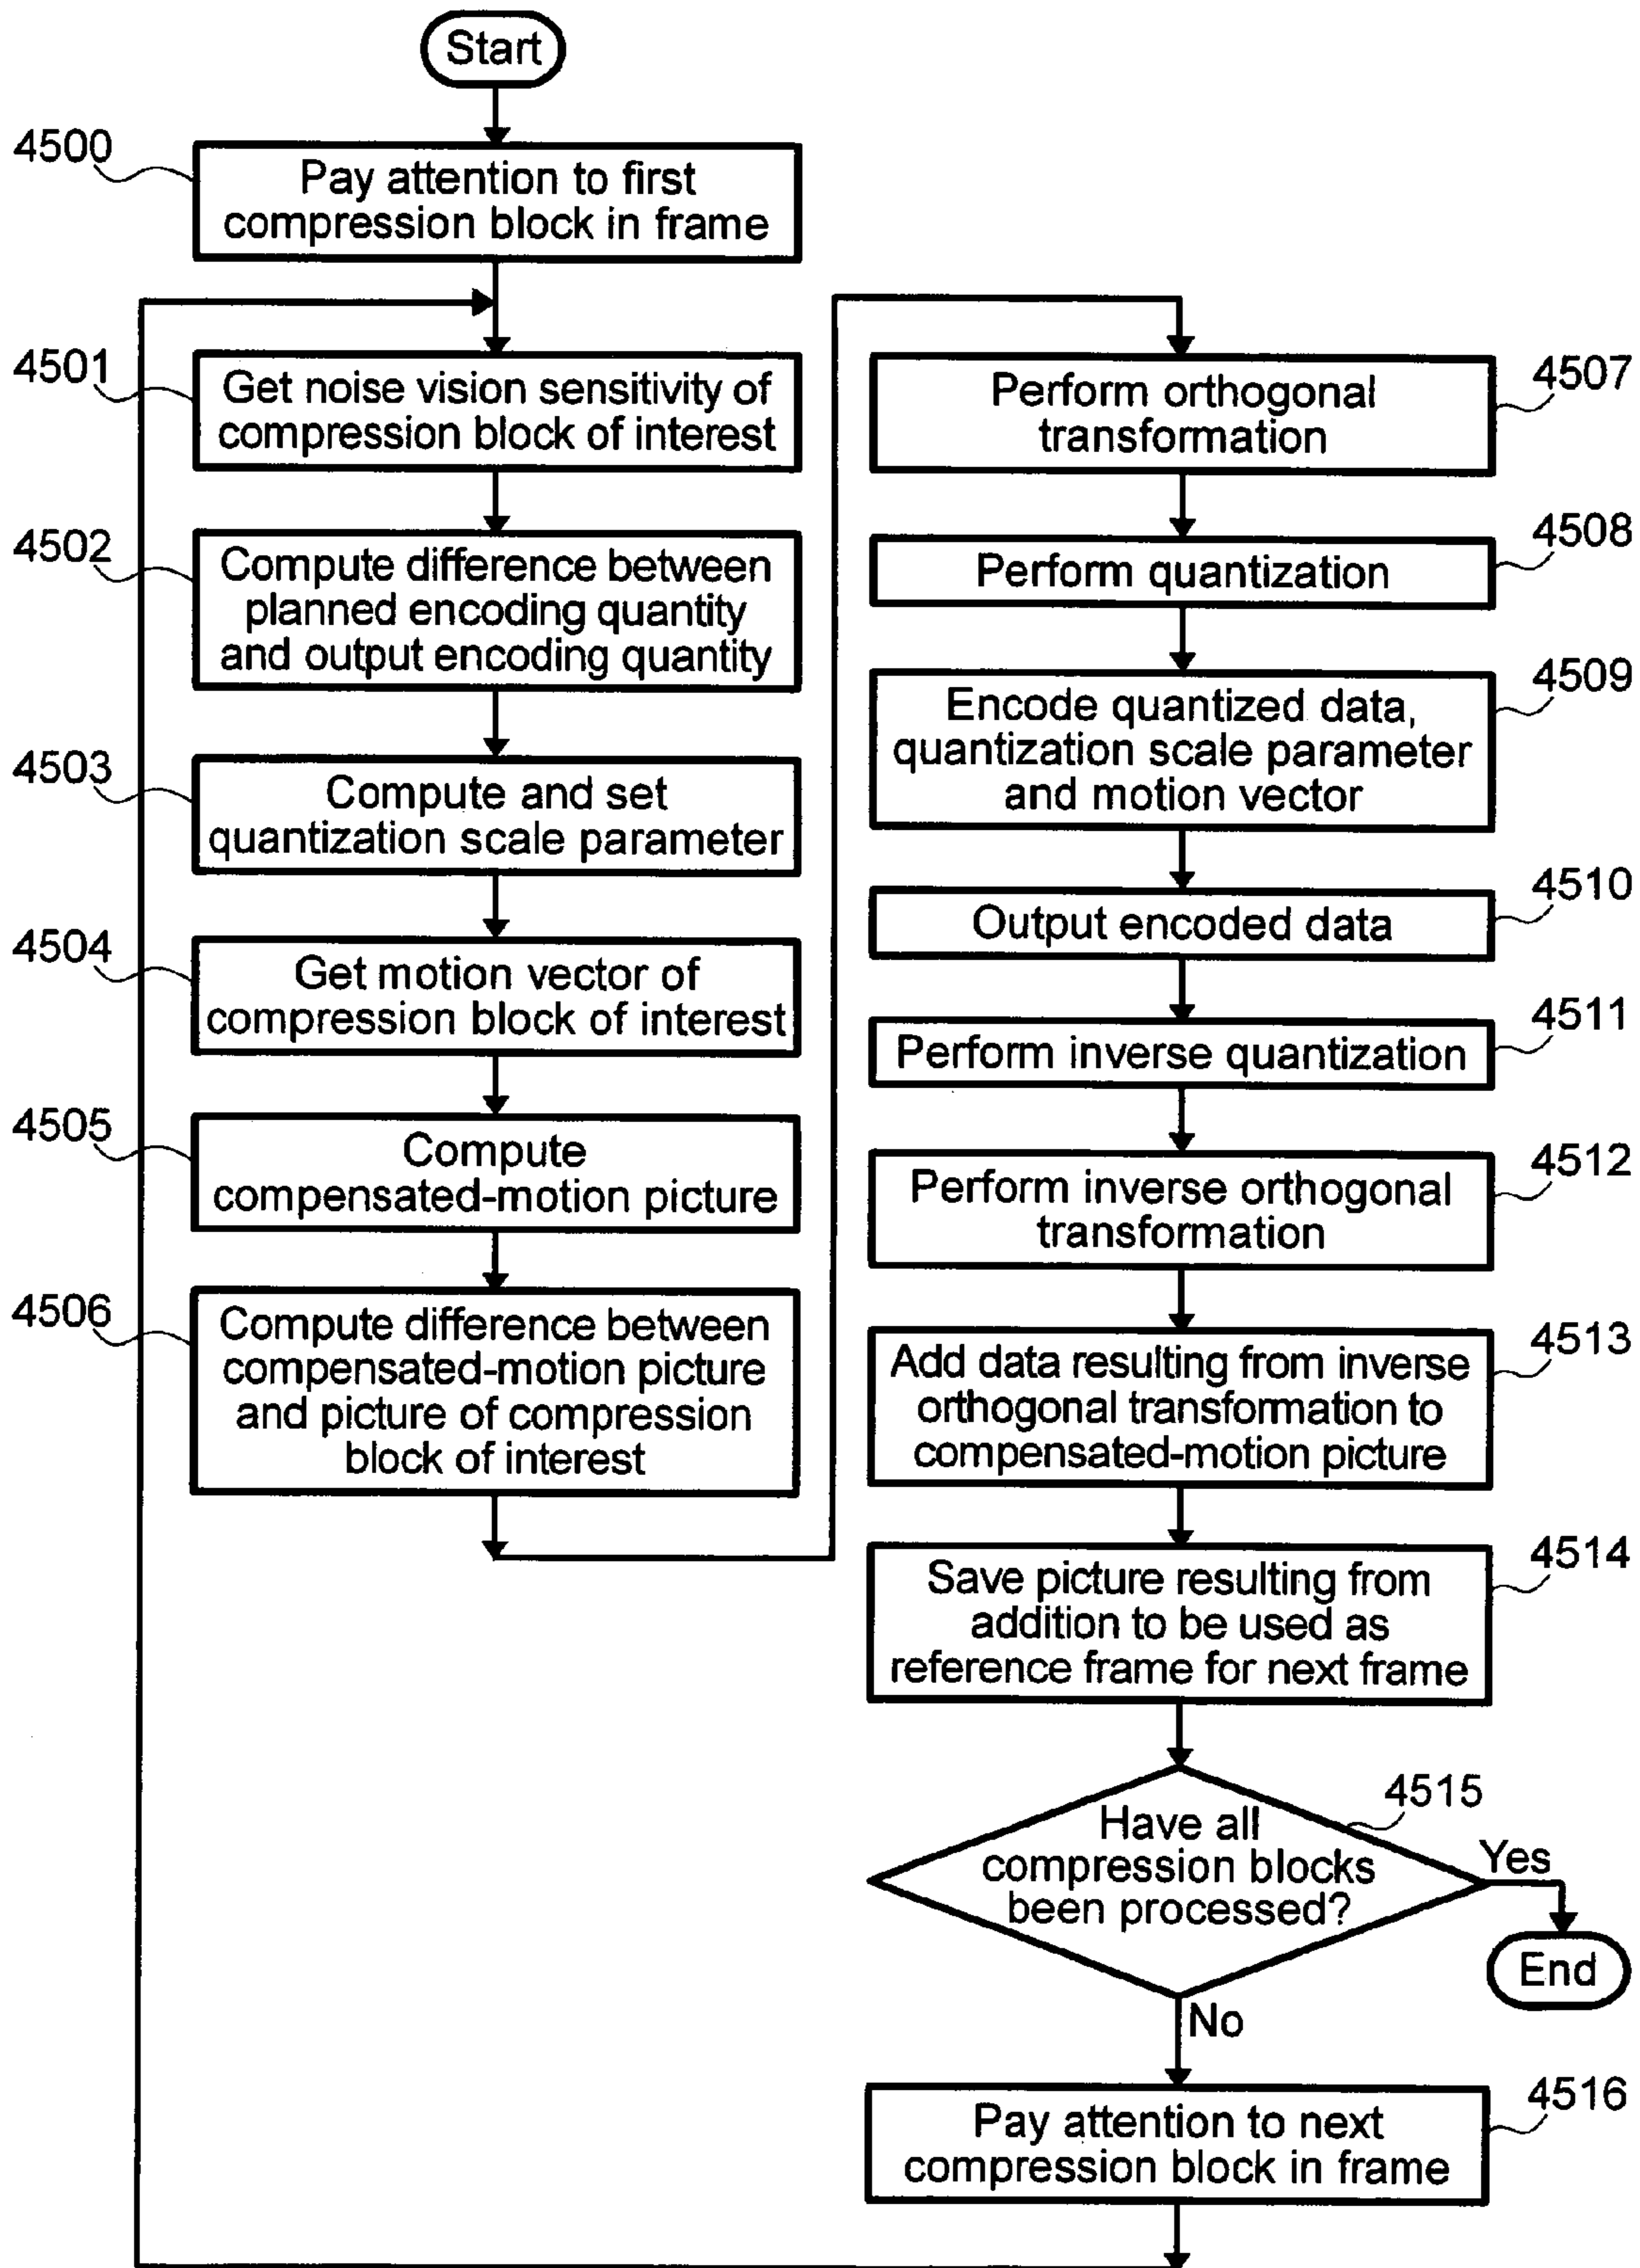 Start
4500
Pay attention to first
compression block in frame
4501
Get noise vision sensitivity of
compression block of interest
4502
Compute difference between
planned encoding quantity
and output encoding quantity
4503
Compute and set
quantization scale parameter
4504
Get motion vector of
compression block of interest
4505
Compute
compensated-motion picture
4506
Compute difference between
compensated-motion picture
and picture of compression
block of interest
4507
Perform orthogonal
transformation
4508
Perform quantization
4509
Encode quantized data,
quantization scale parameter
and motion vector
4510
Output encoded data
4511
Perform inverse quantization
4512
Perform inverse orthogonal
transformation
4513
Add data resulting from inverse
orthogonal transformation to
compensated-motion picture
4514
Save picture resulting from
addition to be used as
reference frame for next frame
4515
Have all
compression blocks
been processed?
Yes
End
No
4516
Pay attention to next
compression block in frame